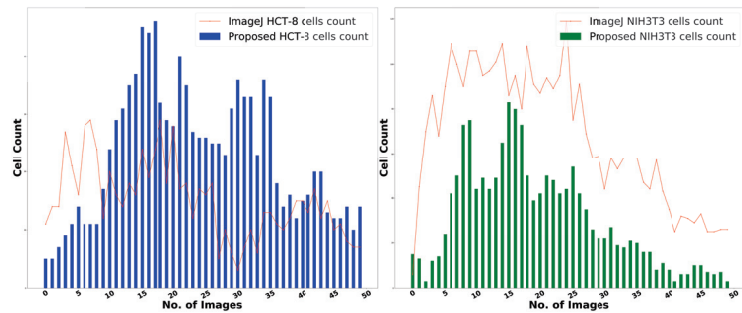 ImageJ HCT-8 cells count
Proposed HCT-8 cells count
Cell Count
0 5 10 15 20 25 30 35 40 45 50
No. of Images
ImageJ NIH3T3 cells count
Proposed NIH3T3 cells count
Cell Count
0 5 10 15 20 25 30 35 40 45 50
No. of Images